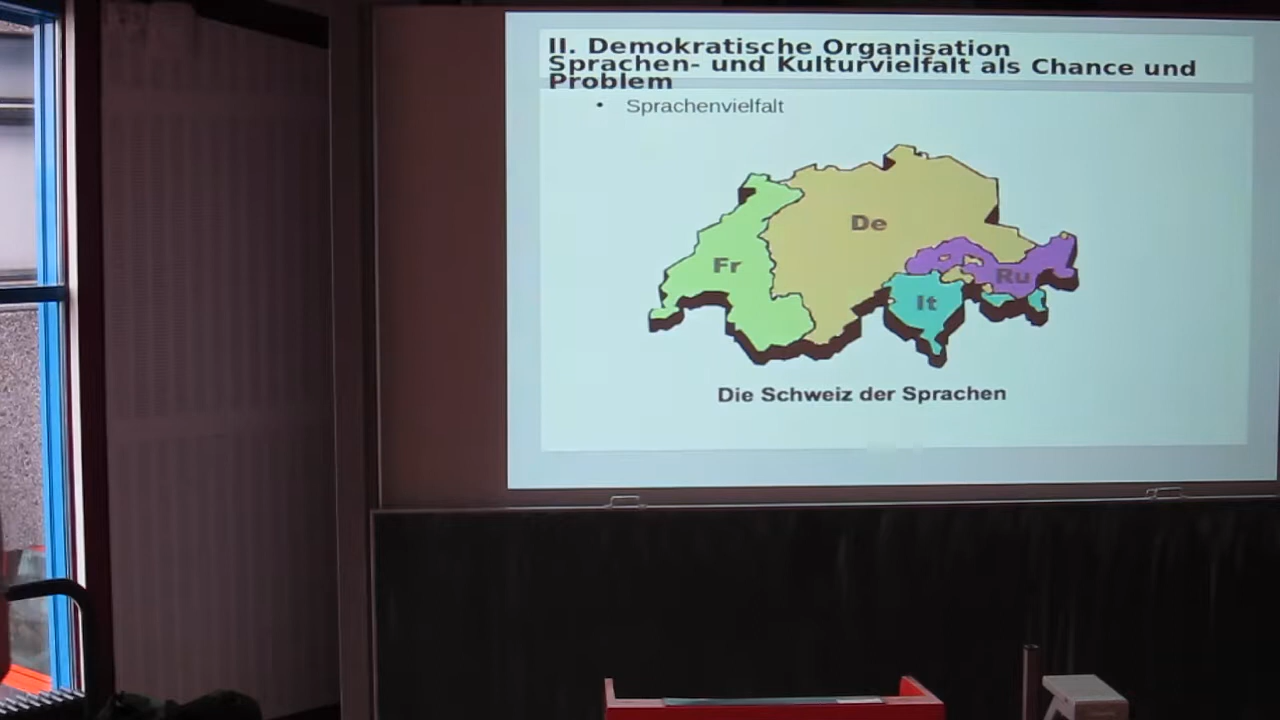 II. Demokratische Organisation
Sprachen- und Kulturvielfalt als Chance und
Problem
• Sprachenvielfalt
De
Fr
Ru
It
Die Schweiz der Sprachen